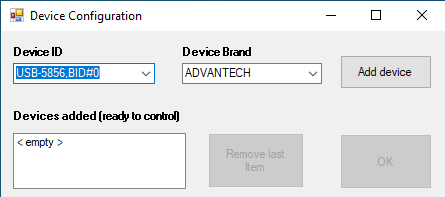 Device Configuration
Device ID
Device Brand
USB-5856,BID#0
ADVANTECH
Add device
Devices added (ready to control)
< empty >
Remove last
Item
OK